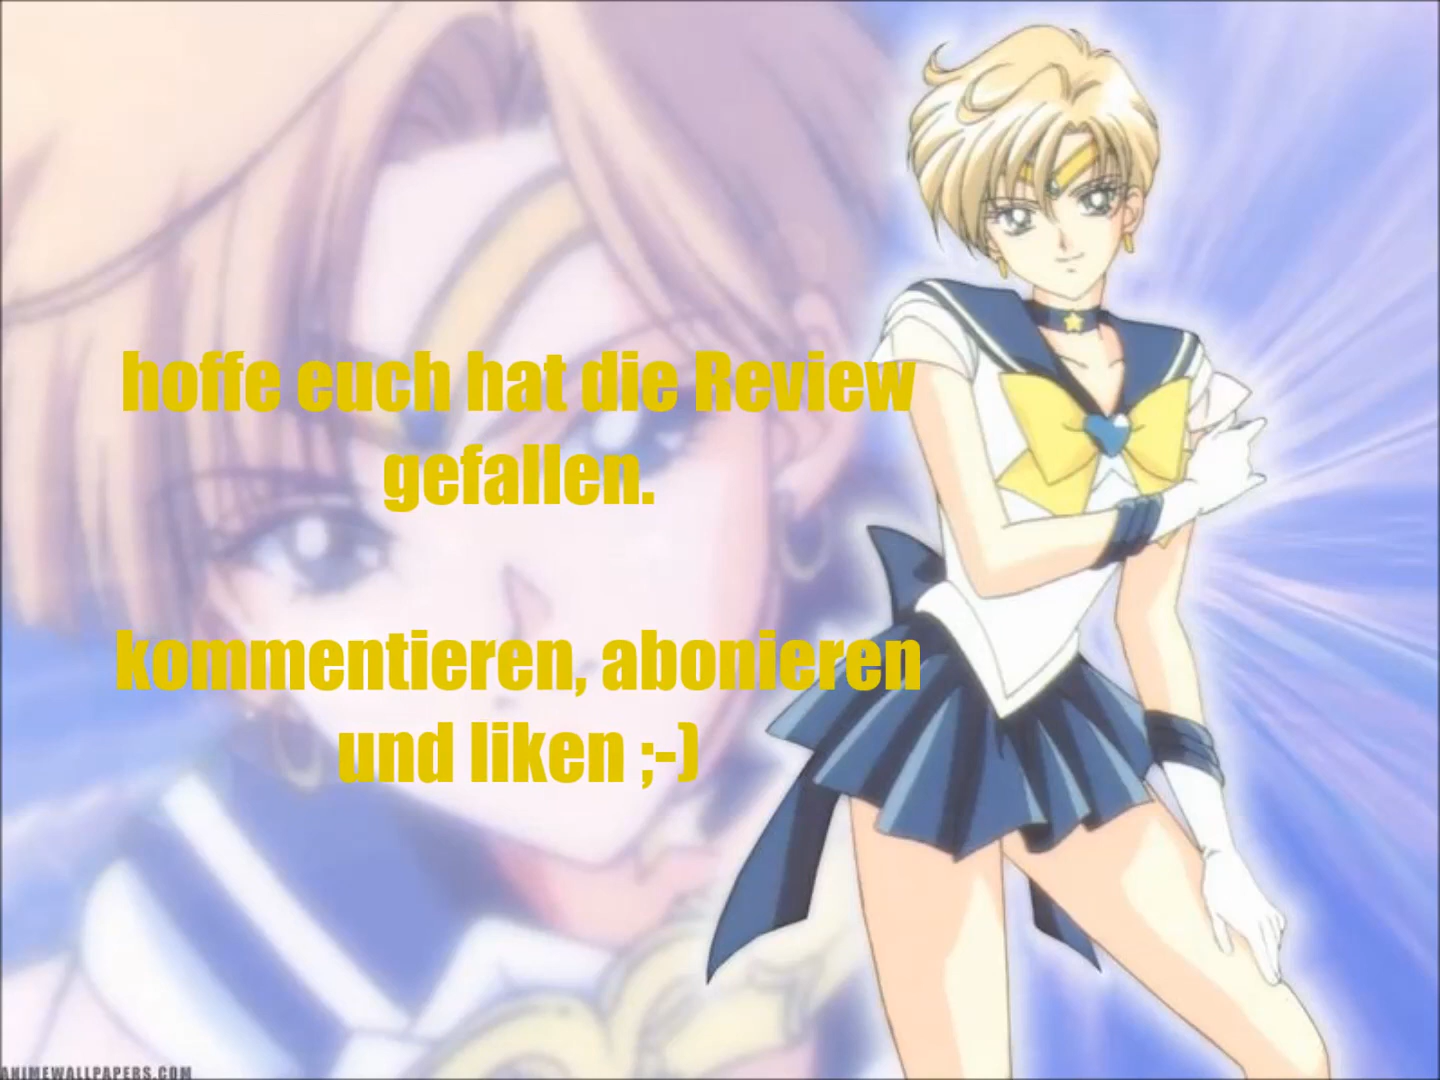 hoffe euch hat die Review
gefallen.
kommentieren, abonieren
und liken ;-)
ANIMEWALLPAPERS.COM